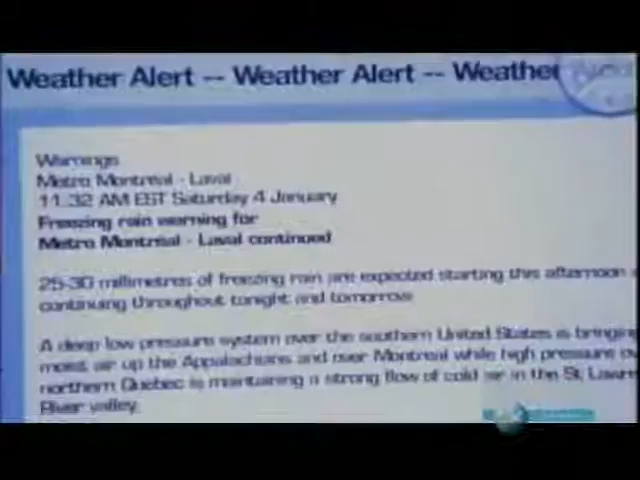 Weather Alert -- Weather Alert -- Weather
Warnings
Metro Montreal - Laval
11.32 AM EST Saturday 4 January
Freezing rain warning for
Metro Montreal - Laval continued
25-30 millimetres of freezing rain are expected starting this afternoon
continuing throughout tonight and tomorrow
A deep low pressure system over the southern United States is bringing
moist air up the Appalachians and over Montreal while high pressure
northern Quebec is maintaining a strong flow of cold air in the St.
River valley.